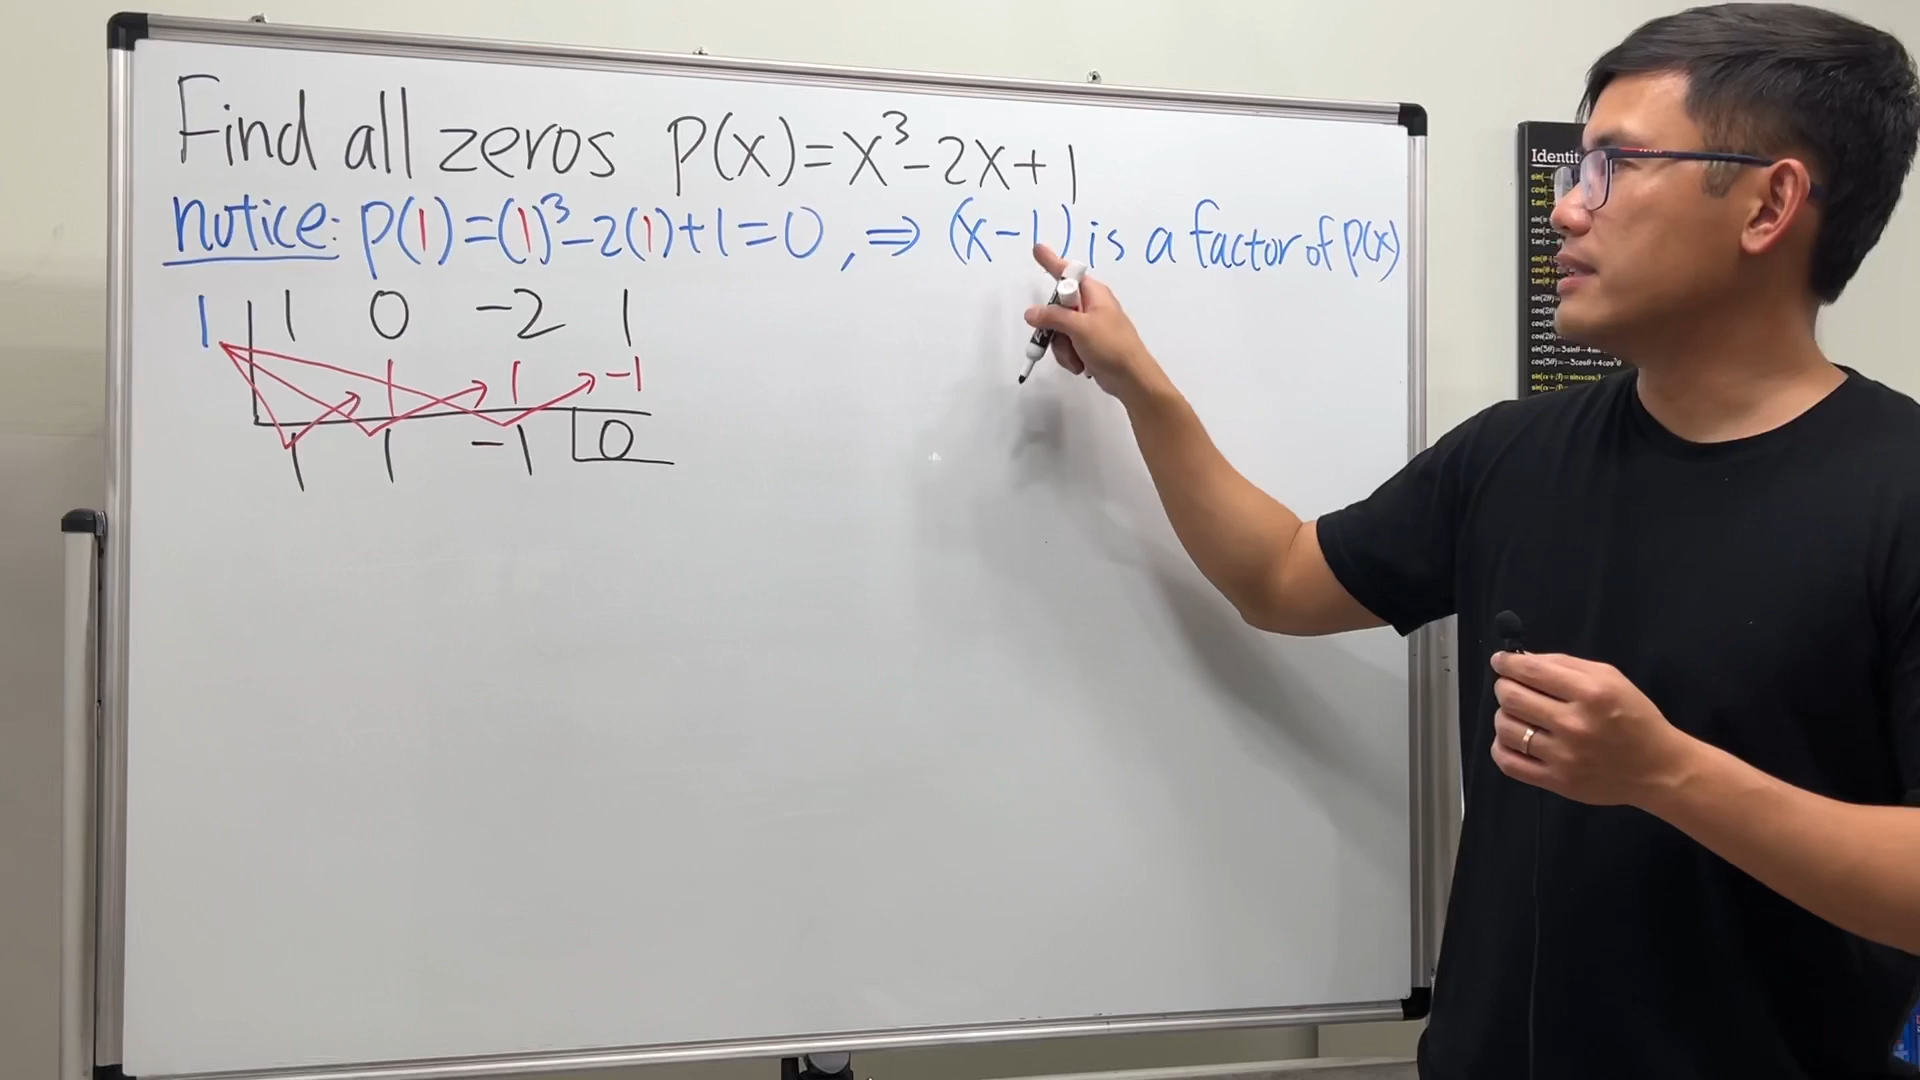 Find all zeros P(x)=x³-2x+1
notice: P(1)=(1)³-2(1)+1=0, ⇒ (x-1) is a factor of P(x)
1 | 1 0 -2 1
1 1 -1
1 1 -1 0